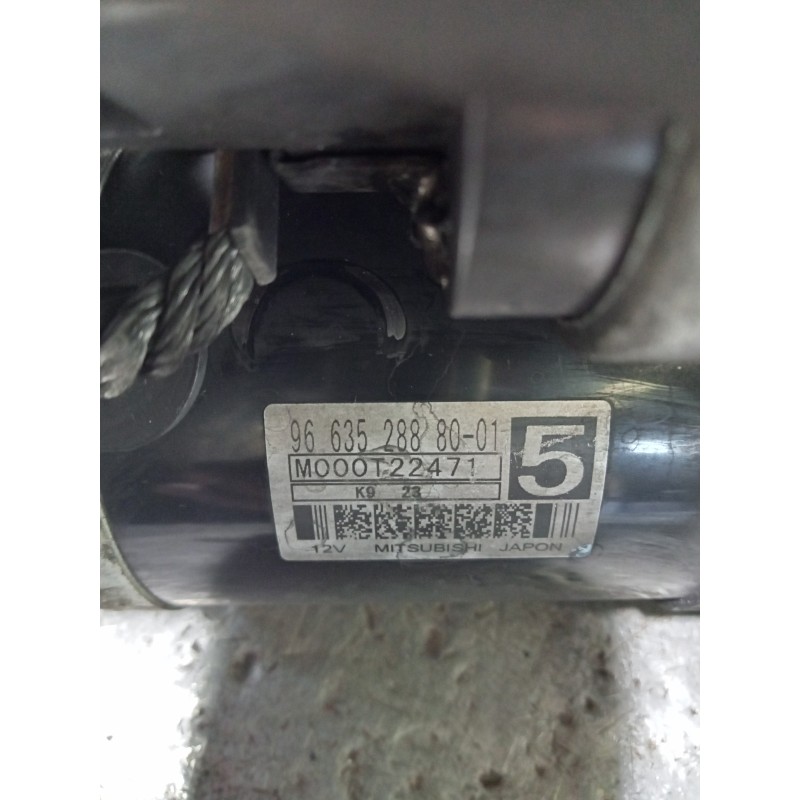 96 635 288 80-01
5
M000T22471
K9 23
12V MITSUBISHI JAPON